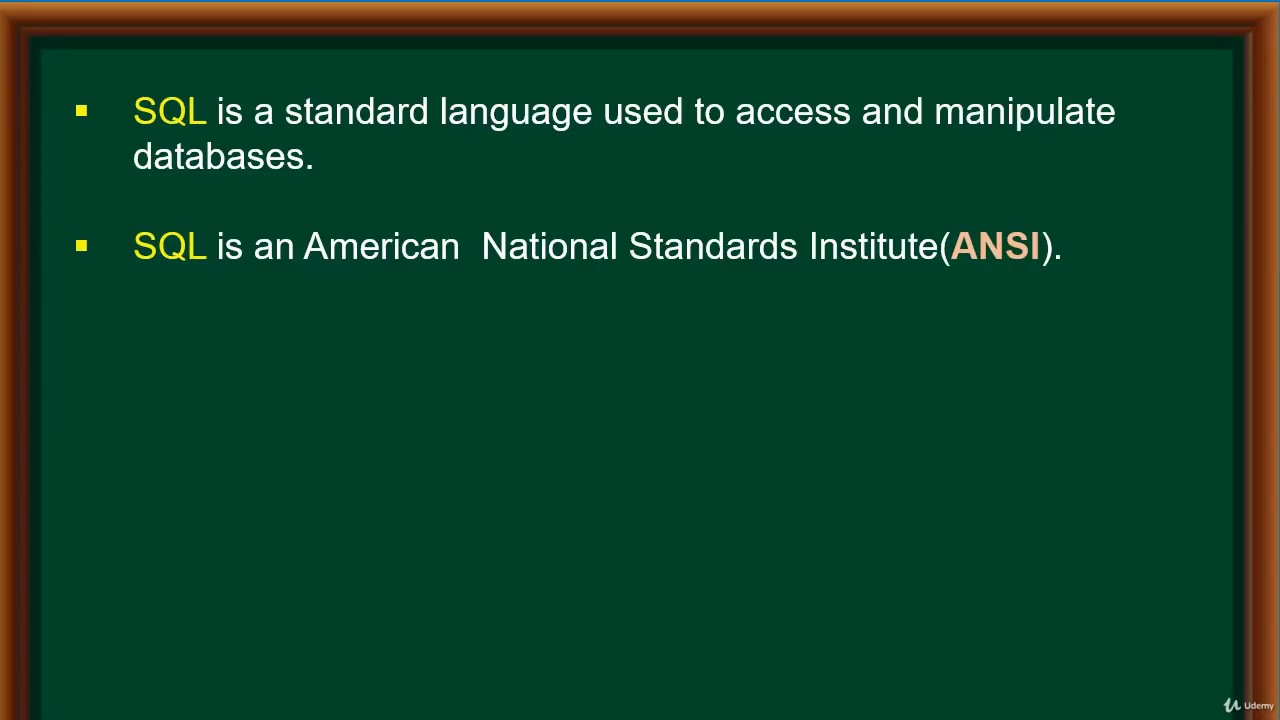 ▪ SQL is a standard language used to access and manipulate
databases.
▪ SQL is an American  National Standards Institute(ANSI).
Udemy